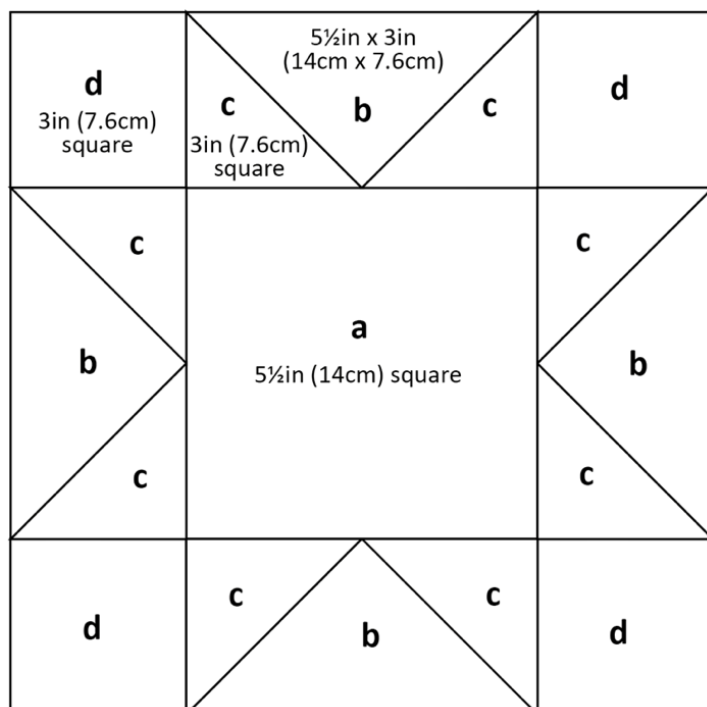 5½in x 3in
(14cm x 7.6cm)
d
3in (7.6cm)
square
c
3in (7.6cm)
square
b
c
d
c
c
b
a
5½in (14cm) square
b
c
c
d
c
b
c
d